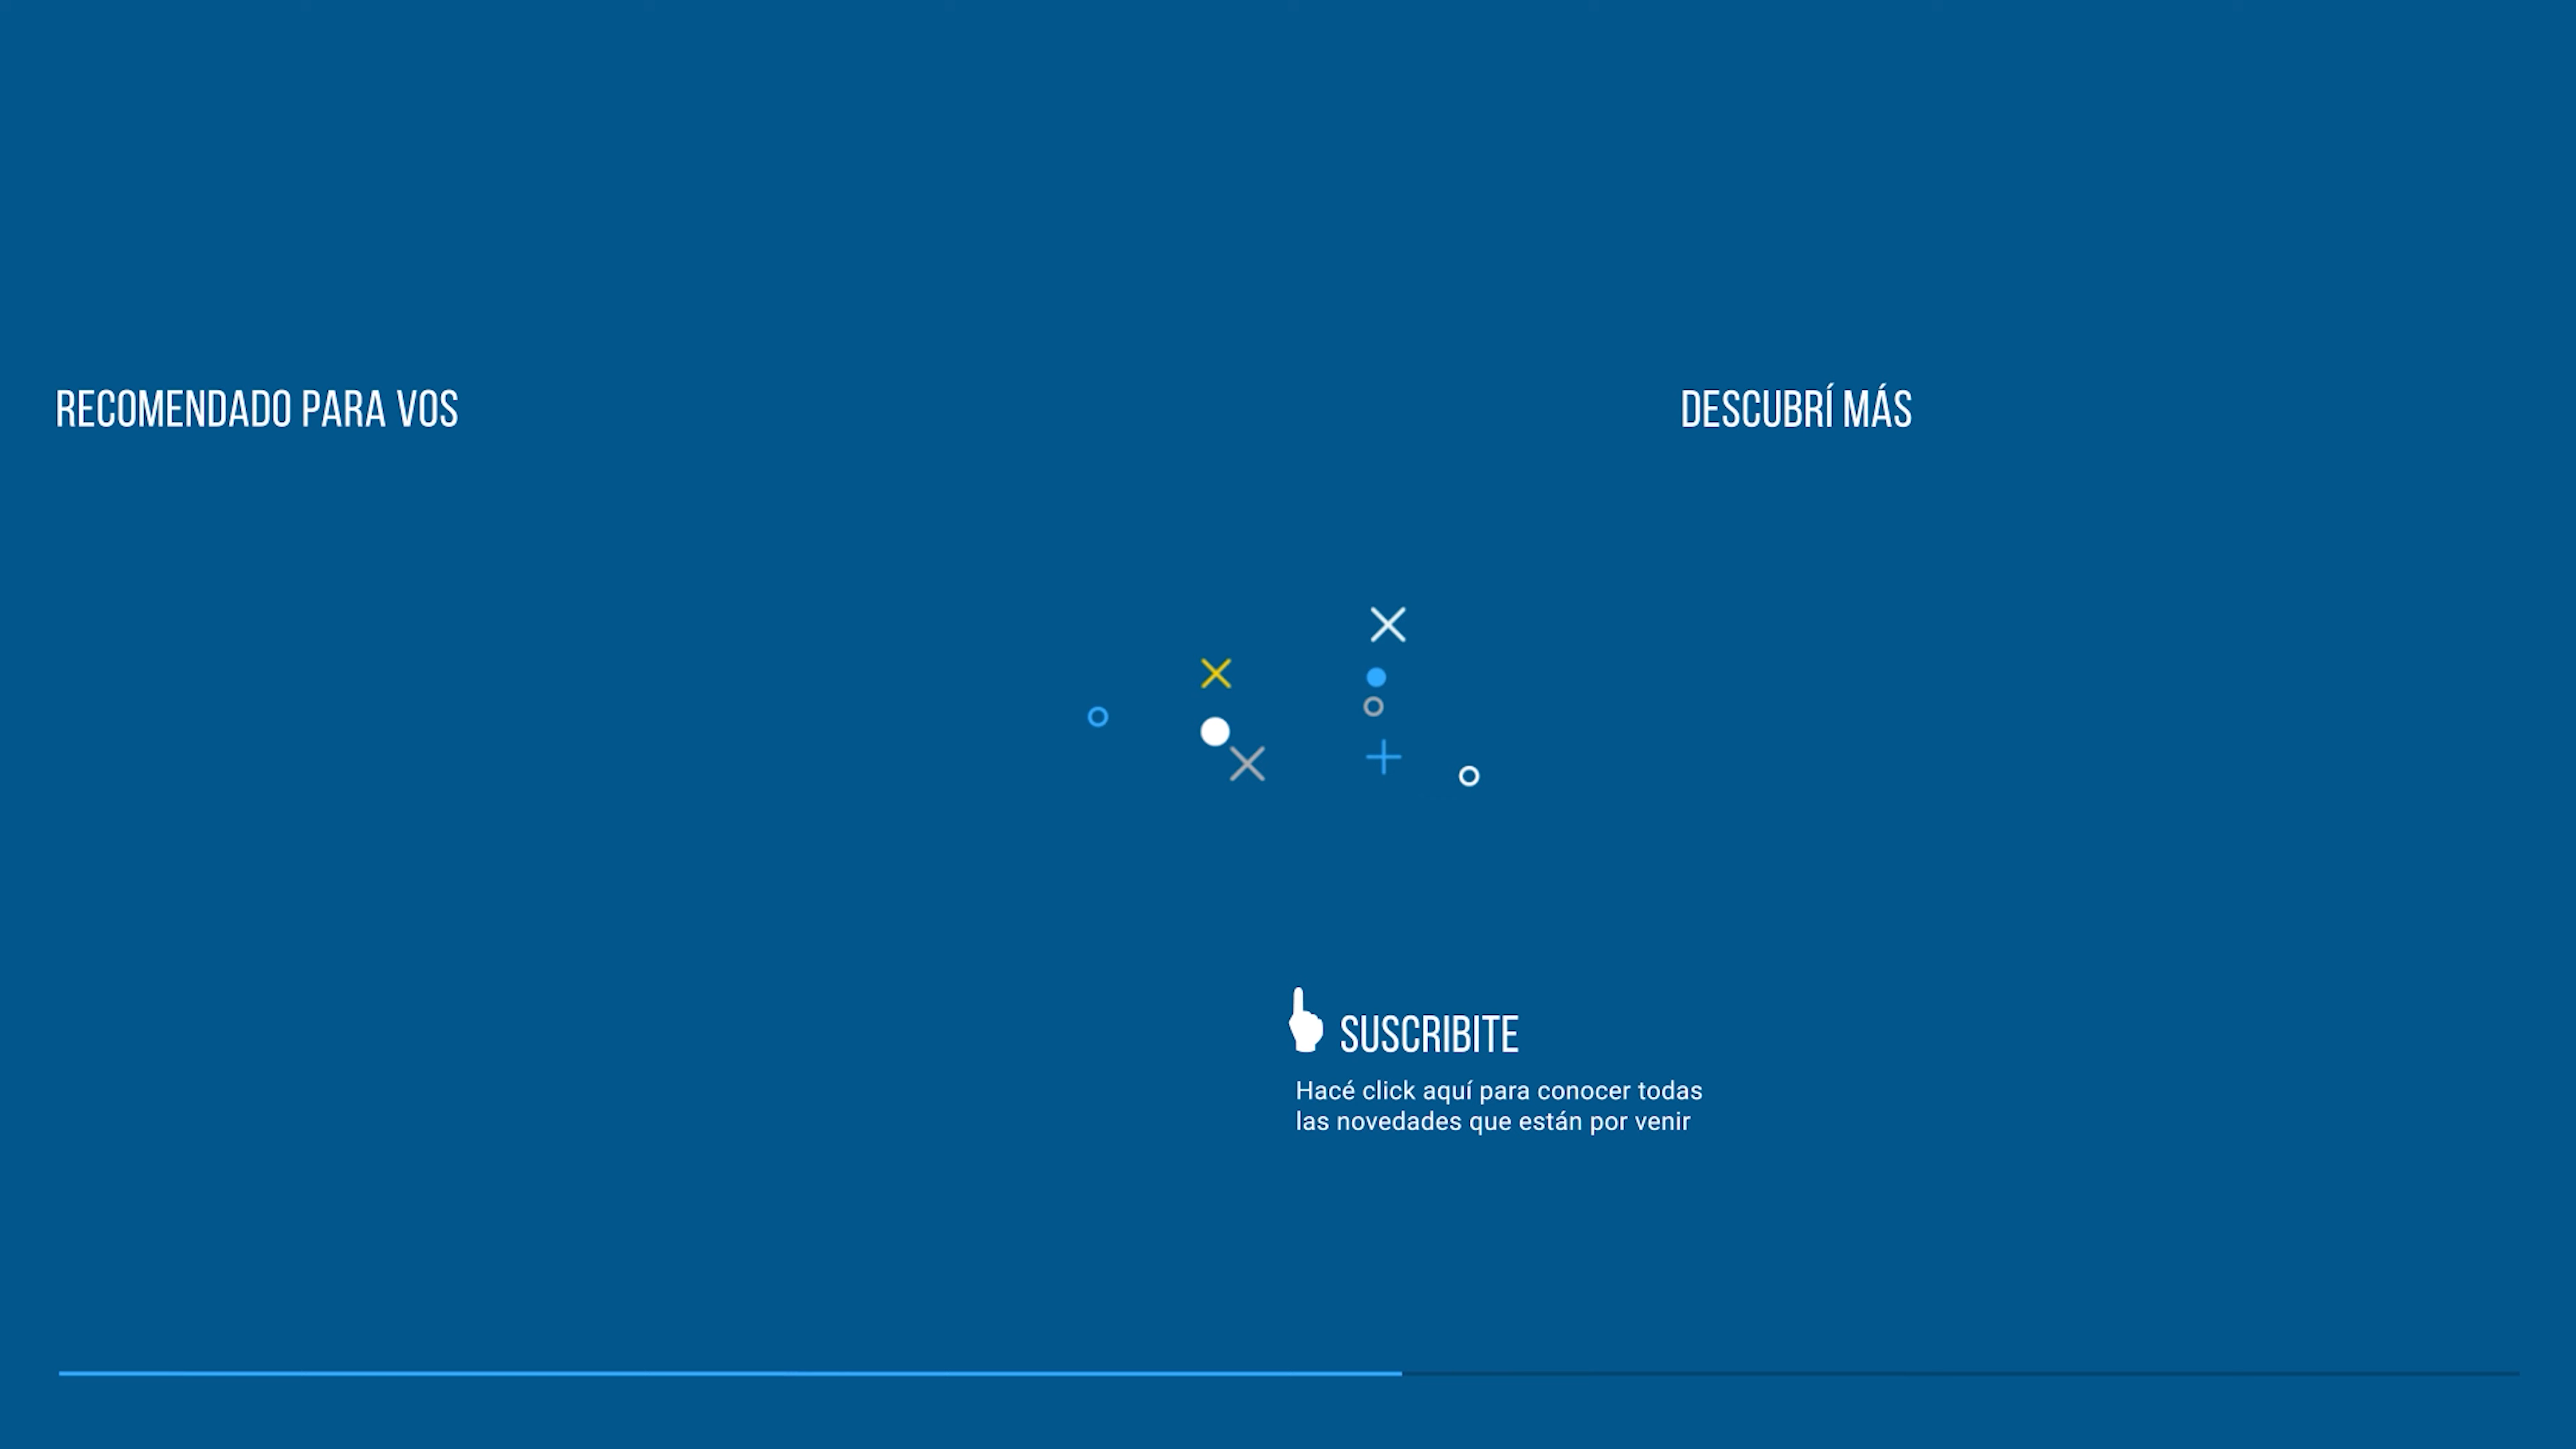 RECOMENDADO PARA VOS
DESCUBRÍ MÁS
SUSCRIBITE
Hacé click aquí para conocer todas
las novedades que están por venir